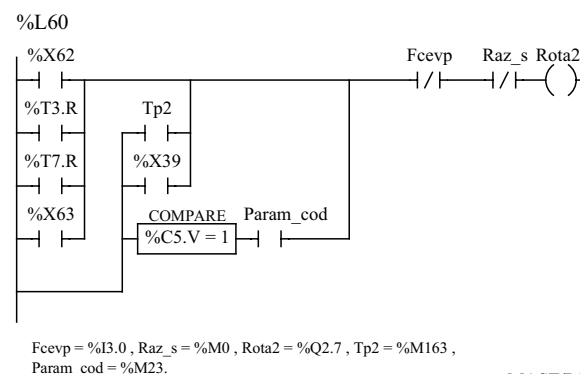 %L60
%X62 Fcevp Raz_s Rota2
%T3.R Tp2
%T7.R %X39
%X63 COMPARE Param_cod
%C5.V = 1
Fcevp = %I3.0 , Raz_s = %M0 , Rota2 = %Q2.7 , Tp2 = %M163 ,
Param_cod = %M23.